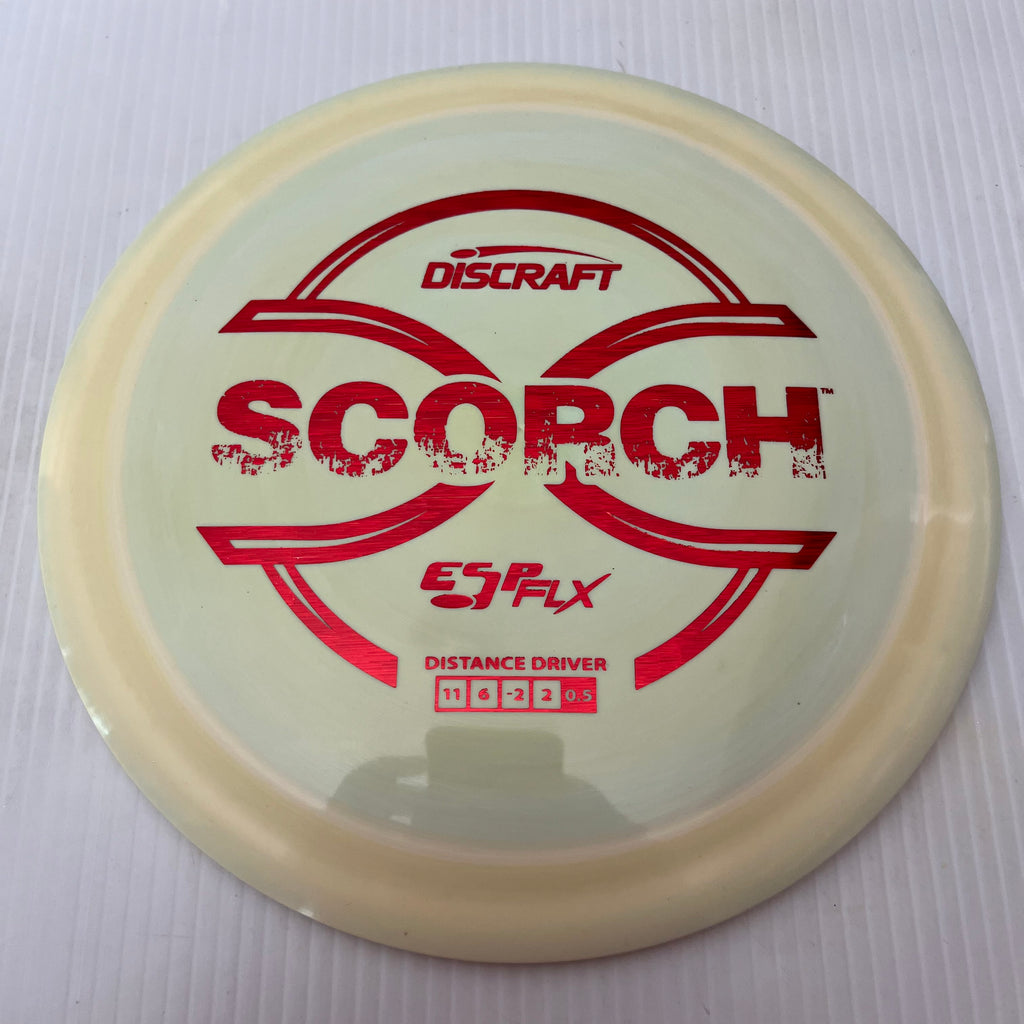 DISCRAFT
SCORCH™
ESP FLX
DISTANCE DRIVER
11 6 -2 2 0.5